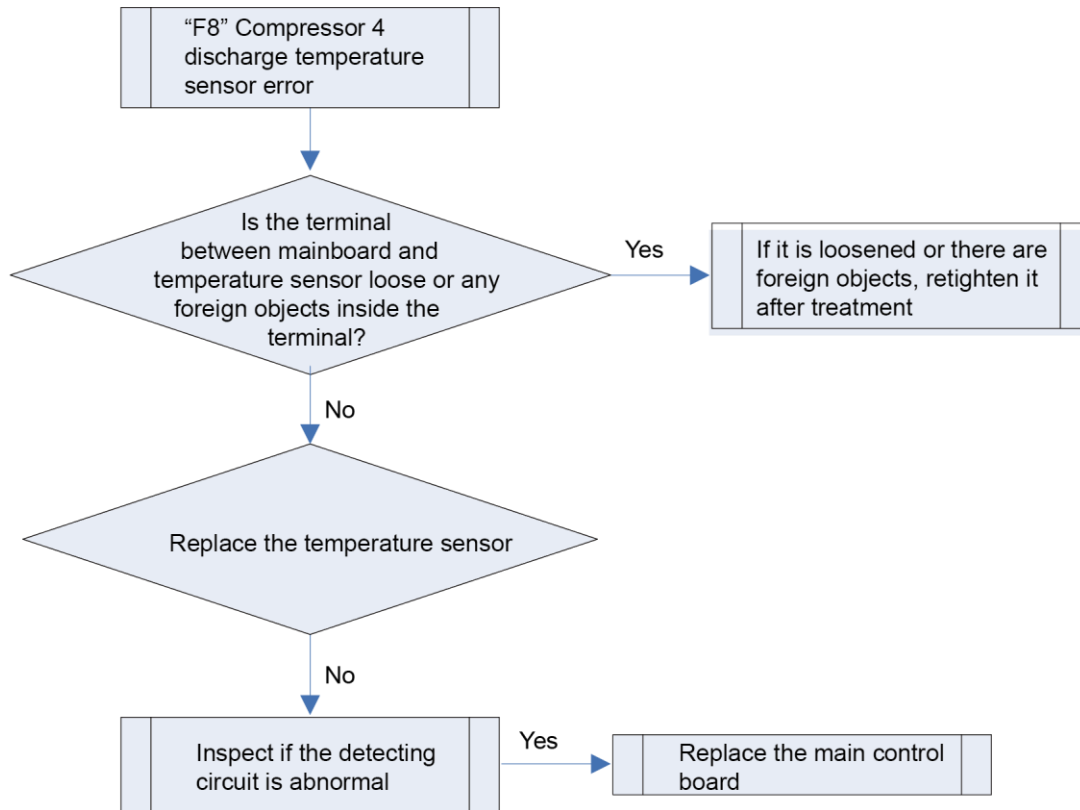 “F8” Compressor 4
discharge temperature
sensor error
Is the terminal
between mainboard and
temperature sensor loose or any
foreign objects inside the
terminal?
Yes
If it is loosened or there are
foreign objects, retighten it
after treatment
No
Replace the temperature sensor
No
Inspect if the detecting
circuit is abnormal
Yes
Replace the main control
board